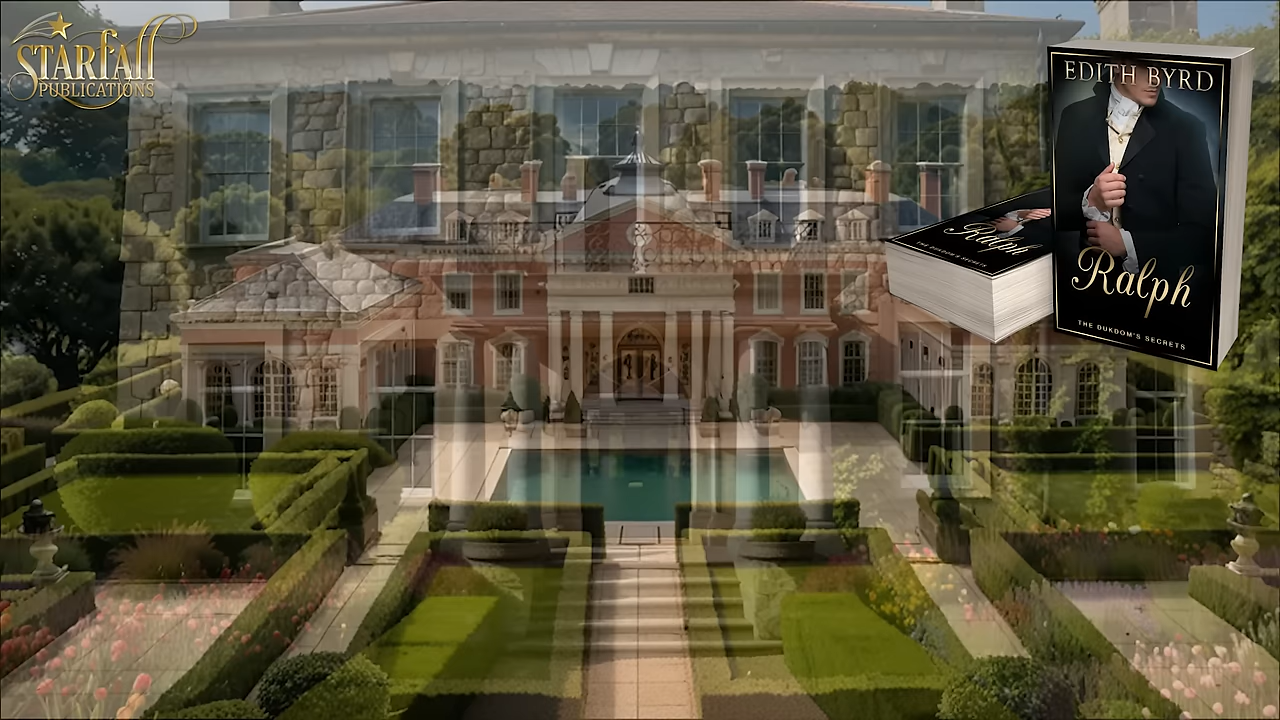 STARfall
PUBLICATIONS
EDITH BYRD
Ralph
THE DUKDOM'S SECRETS
Ralph
THE DUKDOM'S SECRETS